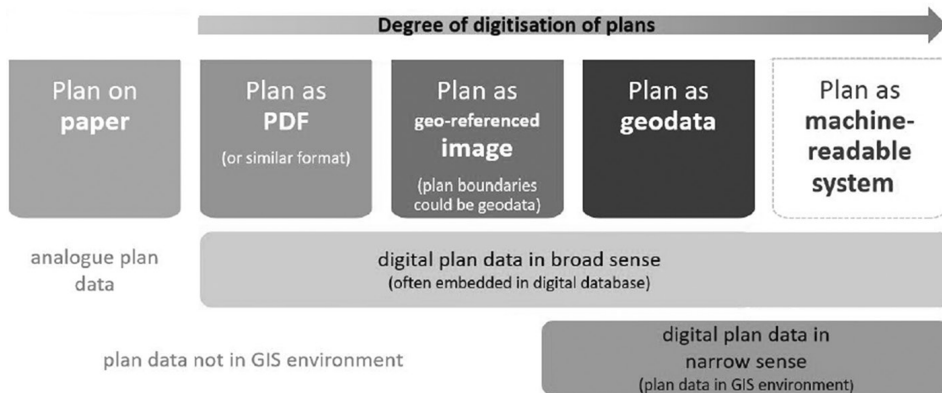 Degree of digitisation of plans
Plan on
paper
Plan as
PDF
(or similar format)
Plan as
geo-referenced
image
(plan boundaries
could be geodata)
Plan as
geodata
Plan as
machine-
readable
system
analogue plan
data
digital plan data in broad sense
(often embedded in digital database)
plan data not in GIS environment
digital plan data in
narrow sense
(plan data in GIS environment)